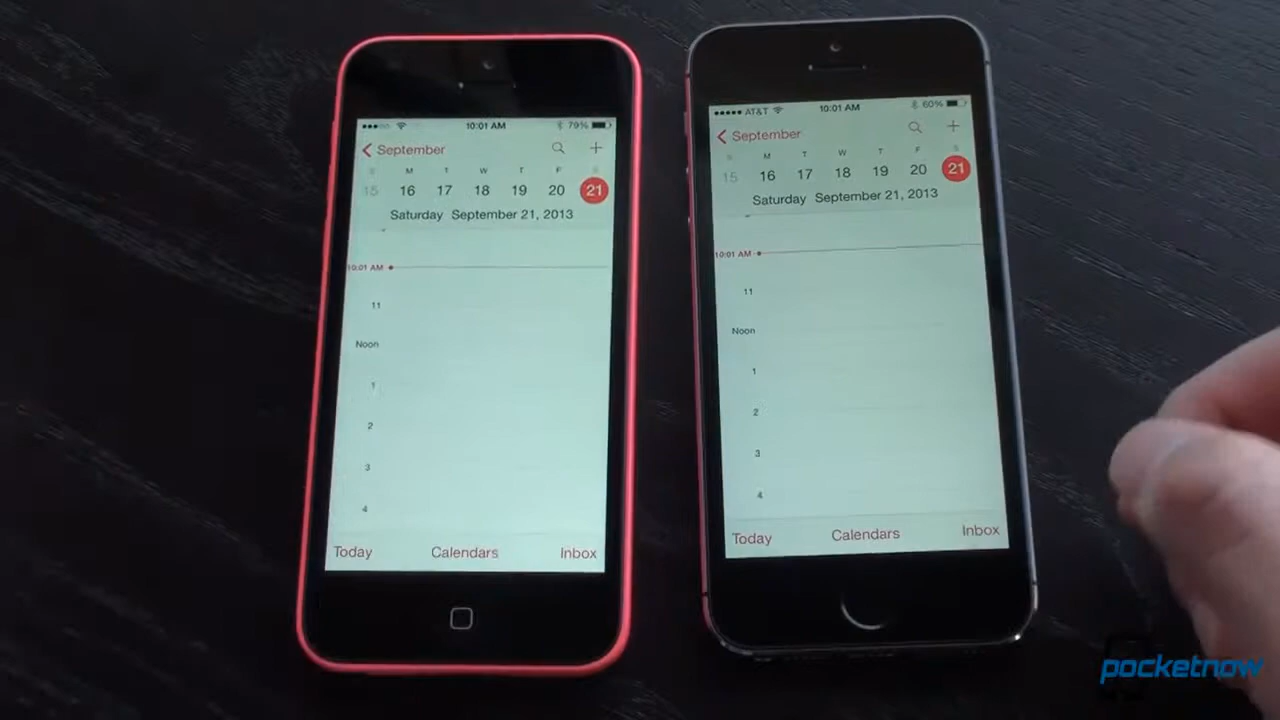 10:01 AM 79%
September
S M T W T F S
15 16 17 18 19 20 21
Saturday September 21, 2013
10:01 AM
11
Noon
1
2
3
4
Today Calendars Inbox
AT&T 10:01 AM 60%
September
S M T W T F S
15 16 17 18 19 20 21
Saturday September 21, 2013
10:01 AM
11
Noon
1
2
3
4
Today Calendars Inbox
pocketnow